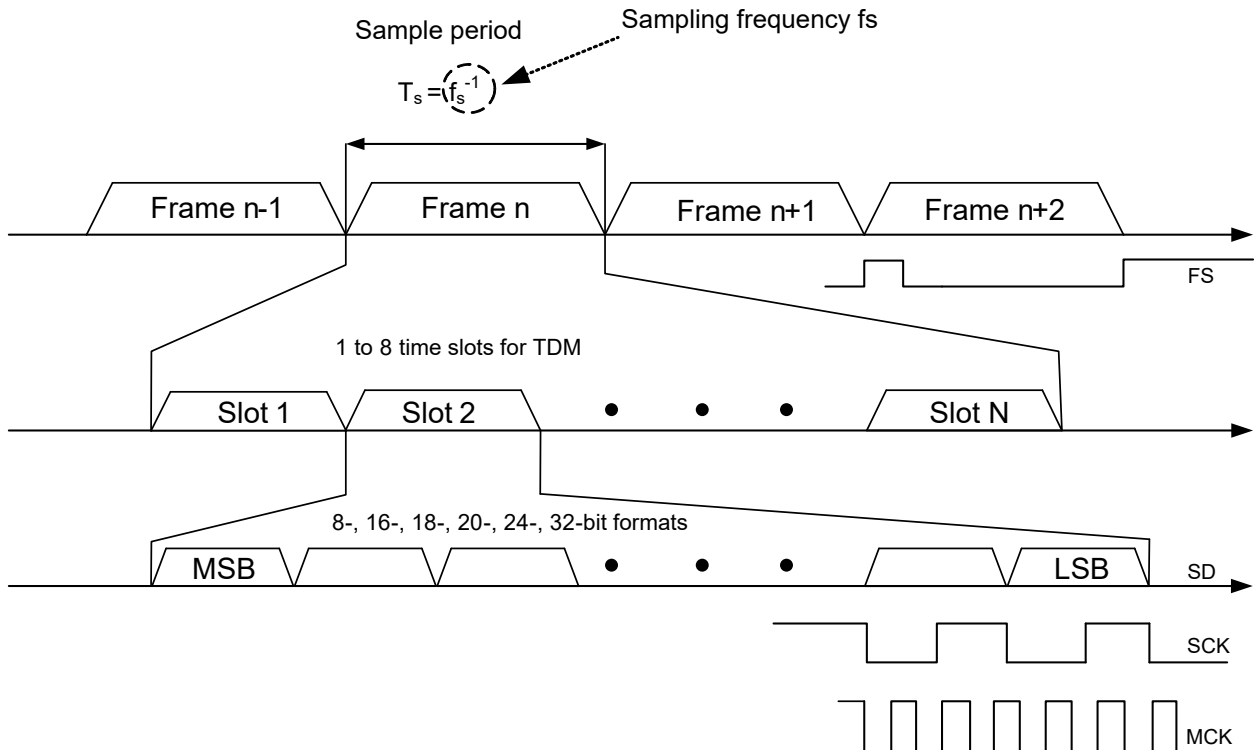 Sample period
Sampling frequency fs
Ts = fs-1
Frame n-1
Frame n
Frame n+1
Frame n+2
FS
1 to 8 time slots for TDM
Slot 1
Slot 2
Slot N
8-, 16-, 18-, 20-, 24-, 32-bit formats
MSB
LSB
SD
SCK
MCK